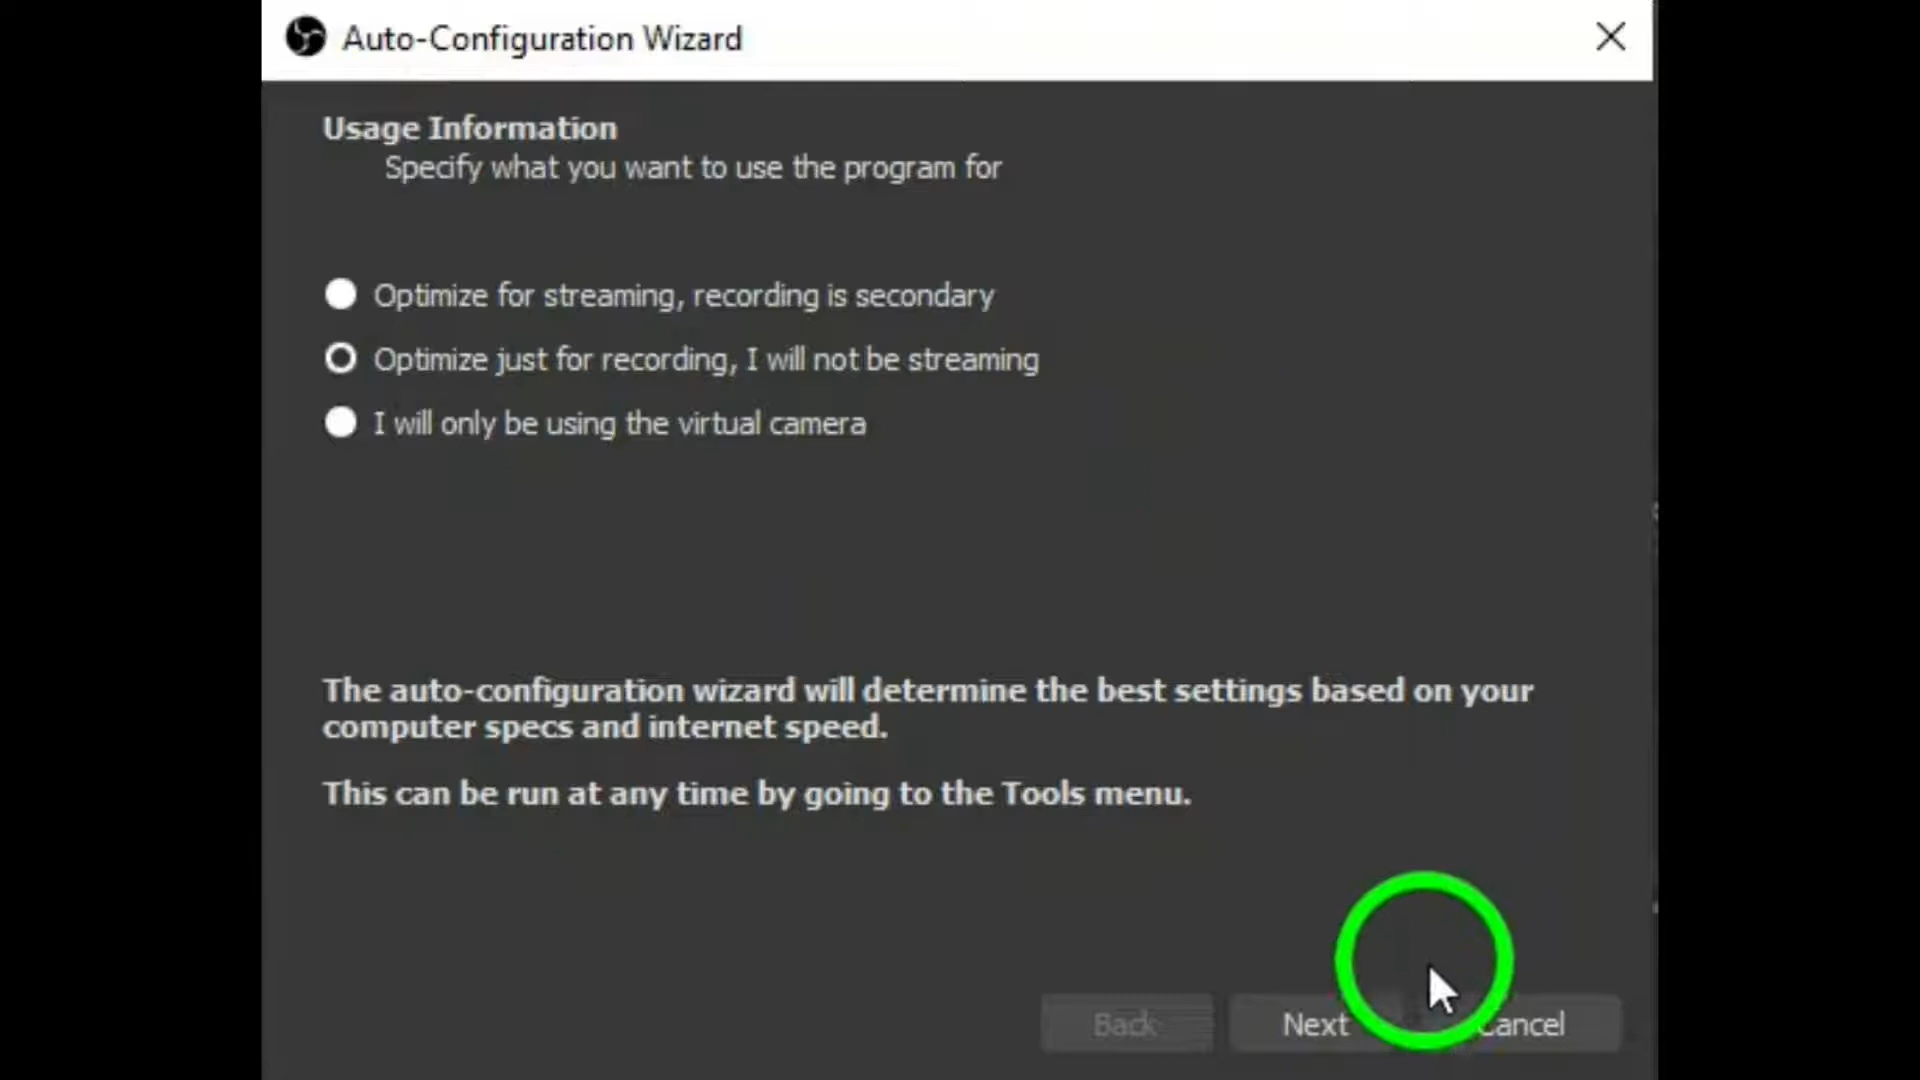 Auto-Configuration Wizard
Usage Information
Specify what you want to use the program for
Optimize for streaming, recording is secondary
Optimize just for recording, I will not be streaming
I will only be using the virtual camera
The auto-configuration wizard will determine the best settings based on your
computer specs and internet speed.
This can be run at any time by going to the Tools menu.
Back Next Cancel